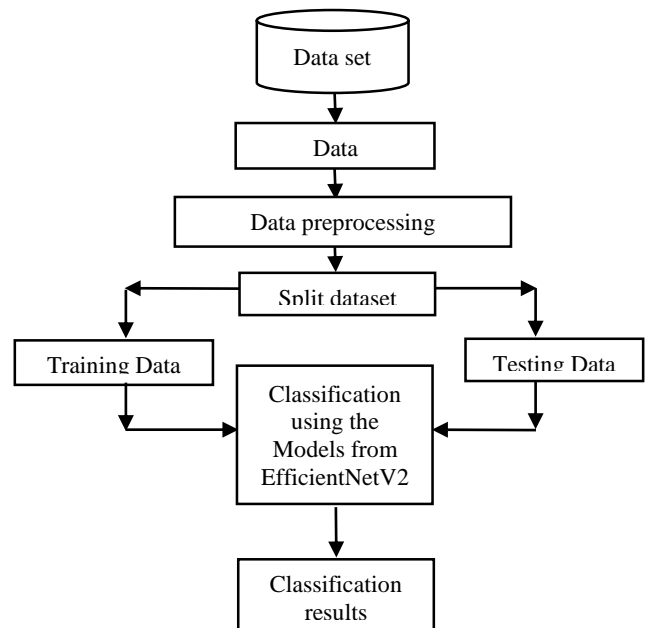 Data set
Data
Data preprocessing
Split dataset
Training Data
Testing Data
Classification
using the
Models from
EfficientNetV2
Classification
results